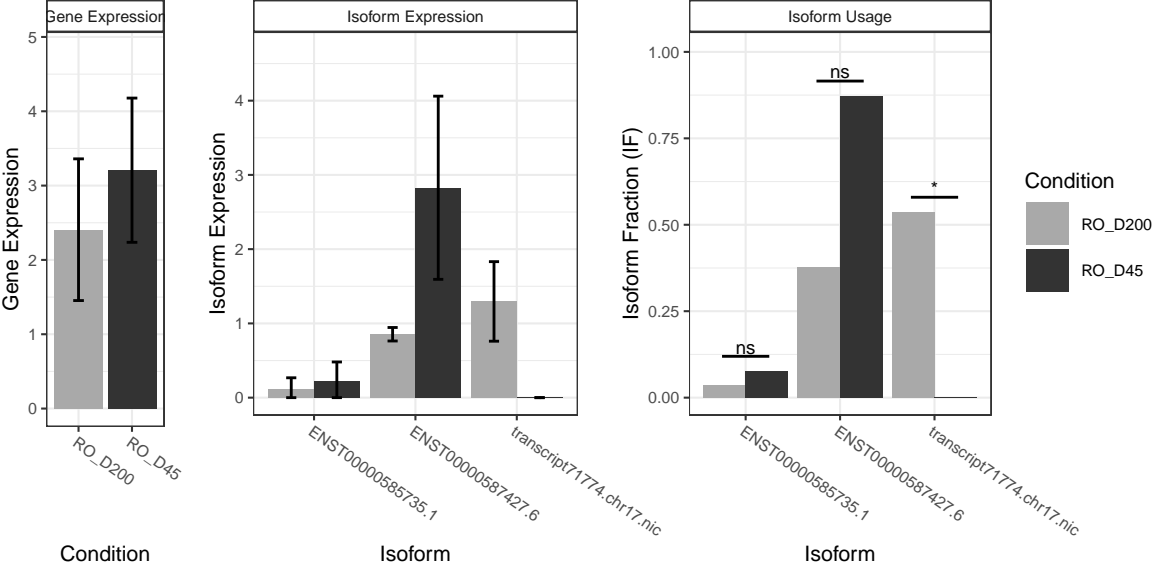 Gene Expression
Gene Expression
5
4
3
2
1
0
RO_D200
RO_D45
Condition
Isoform Expression
Isoform Expression
4
3
2
1
0
ENST00000585735.1
ENST00000587427.6
transcript71774.chr17.nic
Isoform
Isoform Usage
Isoform Fraction (IF)
1.00
0.75
0.50
0.25
0.00
ns
ns
*
ENST00000585735.1
ENST00000587427.6
transcript71774.chr17.nic
Isoform
Condition
RO_D200
RO_D45